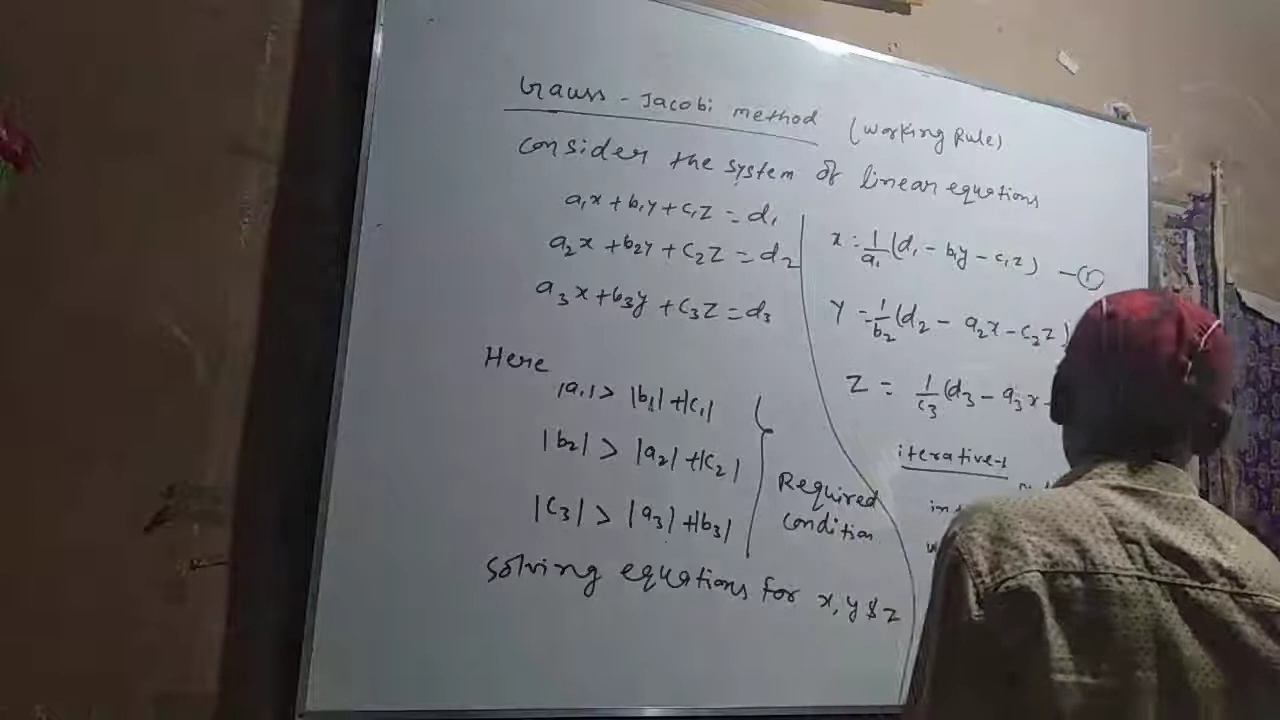 Gauss - Jacobi method (Working Rule)
Consider the system of linear equations
a₁x + b₁y + c₁z = d₁
a₂x + b₂y + c₂z = d₂
a₃x + b₃y + c₃z = d₃
Here
|a₁| > |b₁| + |c₁|
|b₂| > |a₂| + |c₂|
|c₃| > |a₃| + |b₃|
Required
condition
solving equations for x, y & z
x = 1/a₁ (d₁ - b₁y - c₁z) - (1)
y = 1/b₂ (d₂ - a₂x - c₂z)
z = 1/c₃ (d₃ - a₃x -
iterative-1